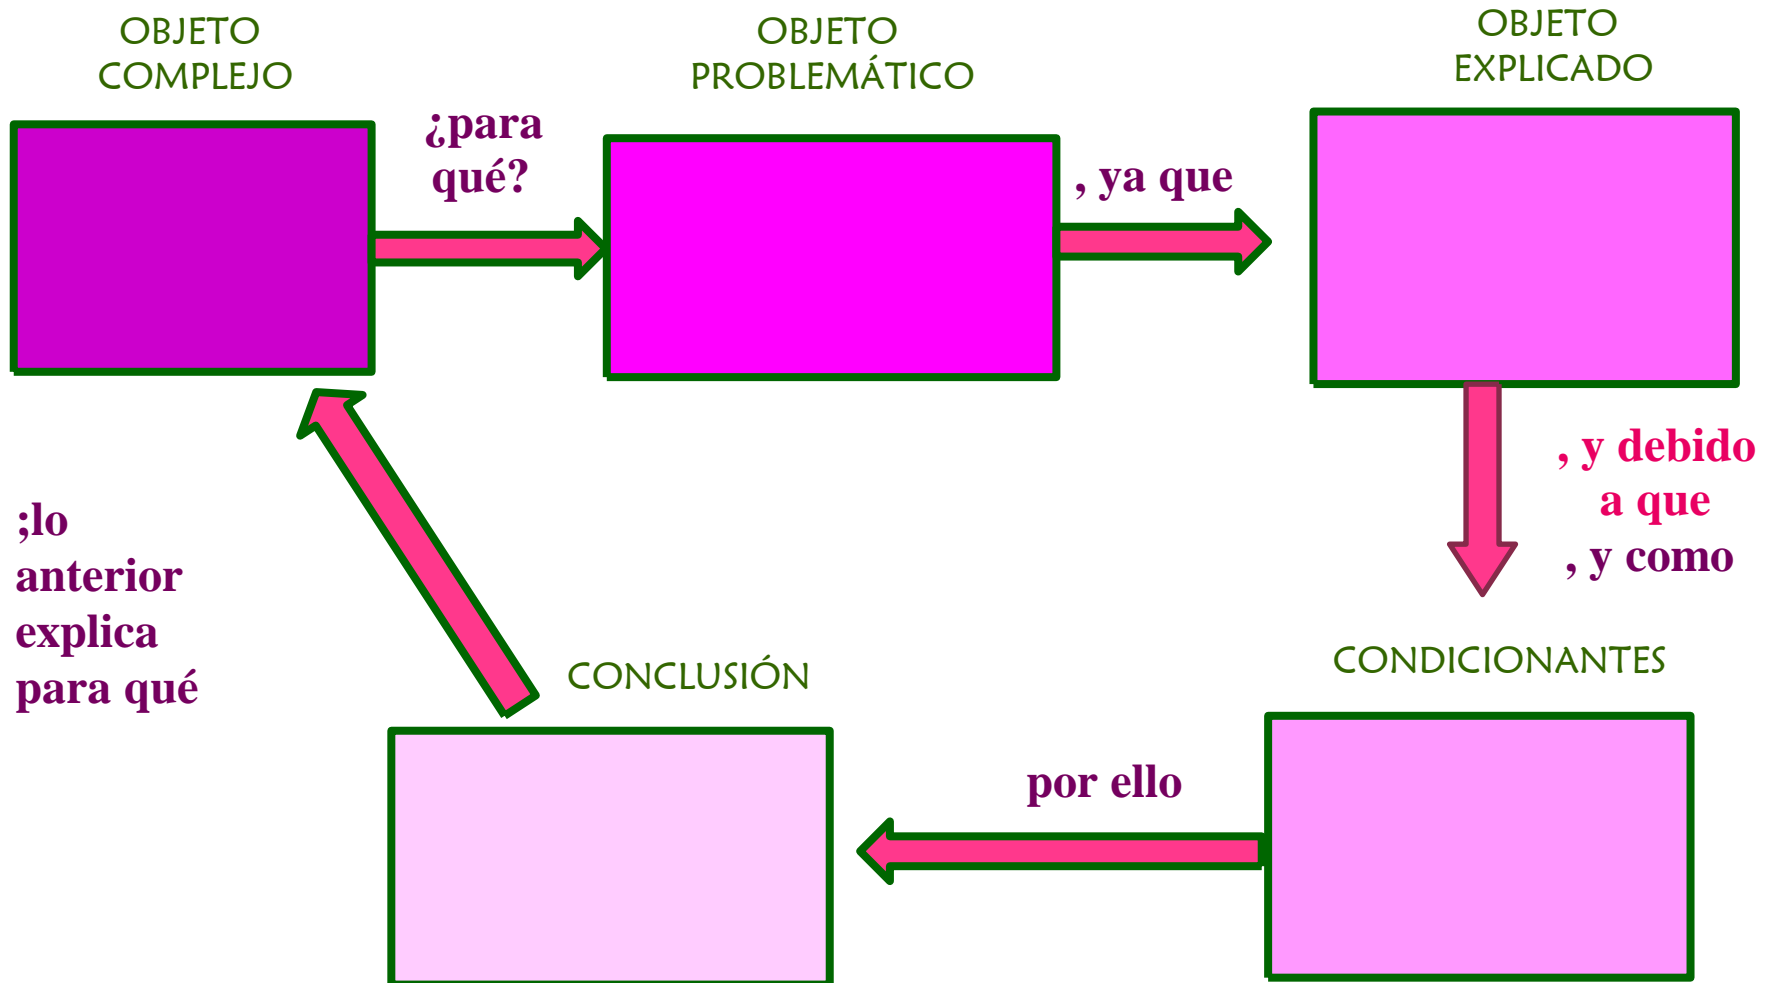 OBJETO
COMPLEJO
OBJETO
PROBLEMÁTICO
OBJETO
EXPLICADO
¿para
qué?
, ya que
, y debido
a que
, y como
;lo
anterior
explica
para qué
CONCLUSIÓN
CONDICIONANTES
por ello